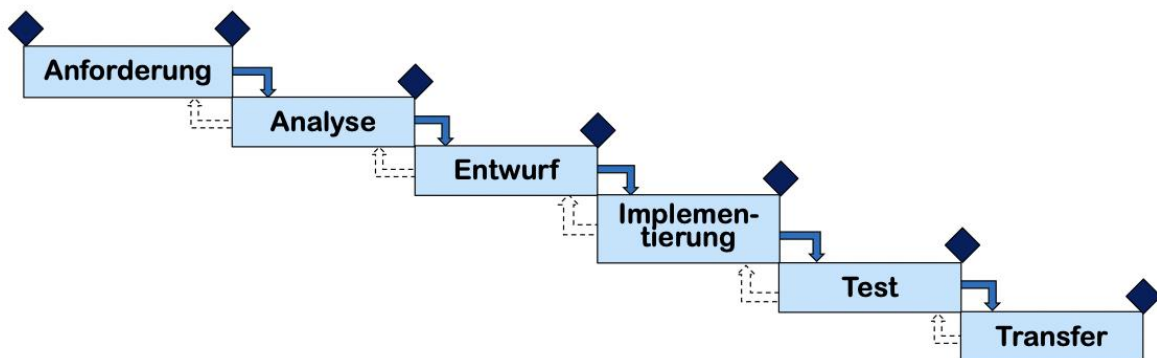 Anforderung
Analyse
Entwurf
Implemen-
tierung
Test
Transfer